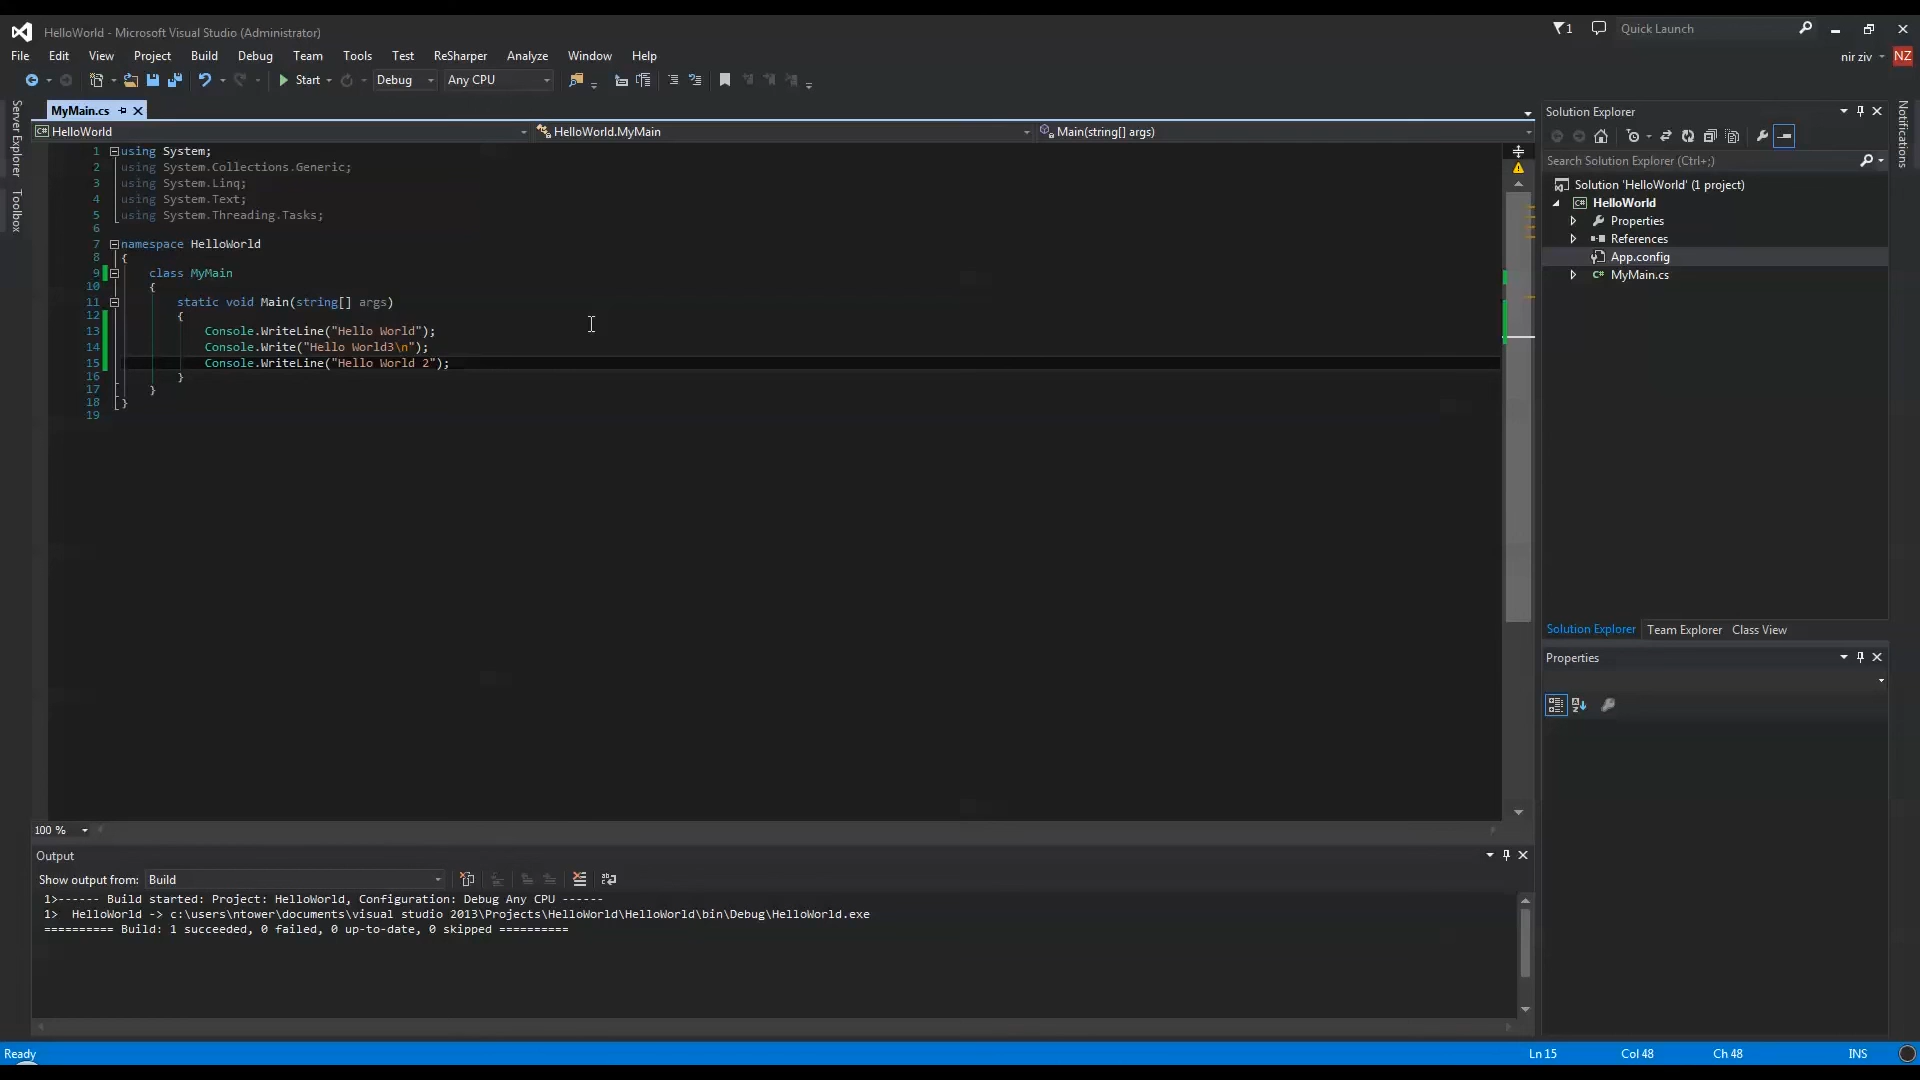 HelloWorld - Microsoft Visual Studio (Administrator)
1
Quick Launch
File Edit View Project Build Debug Team Tools Test ReSharper Analyze Window Help
nir ziv NZ
Start Debug Any CPU
Server Explorer
Toolbox
MyMain.cs
HelloWorld HelloWorld.MyMain Main(string[] args)
1 using System;
2 using System.Collections.Generic;
3 using System.Linq;
4 using System.Text;
5 using System.Threading.Tasks;
6
7 namespace HelloWorld
8 {
9 class MyMain
10 {
11 static void Main(string[] args)
12 {
13 Console.WriteLine("Hello World");
14 Console.Write("Hello World3\n");
15 Console.WriteLine("Hello World 2");
16 }
17 }
18 }
19
100 %
Output
Show output from: Build
1>------ Build started: Project: HelloWorld, Configuration: Debug Any CPU ------
1> HelloWorld -> c:\users\ntower\documents\visual studio 2013\Projects\HelloWorld\HelloWorld\bin\Debug\HelloWorld.exe
========== Build: 1 succeeded, 0 failed, 0 up-to-date, 0 skipped ==========
Solution Explorer
Search Solution Explorer (Ctrl+;)
Solution 'HelloWorld' (1 project)
C# HelloWorld
Properties
References
App.config
C# MyMain.cs
Solution Explorer Team Explorer Class View
Properties
Notifications
Ready Ln 15 Col 48 Ch 48 INS